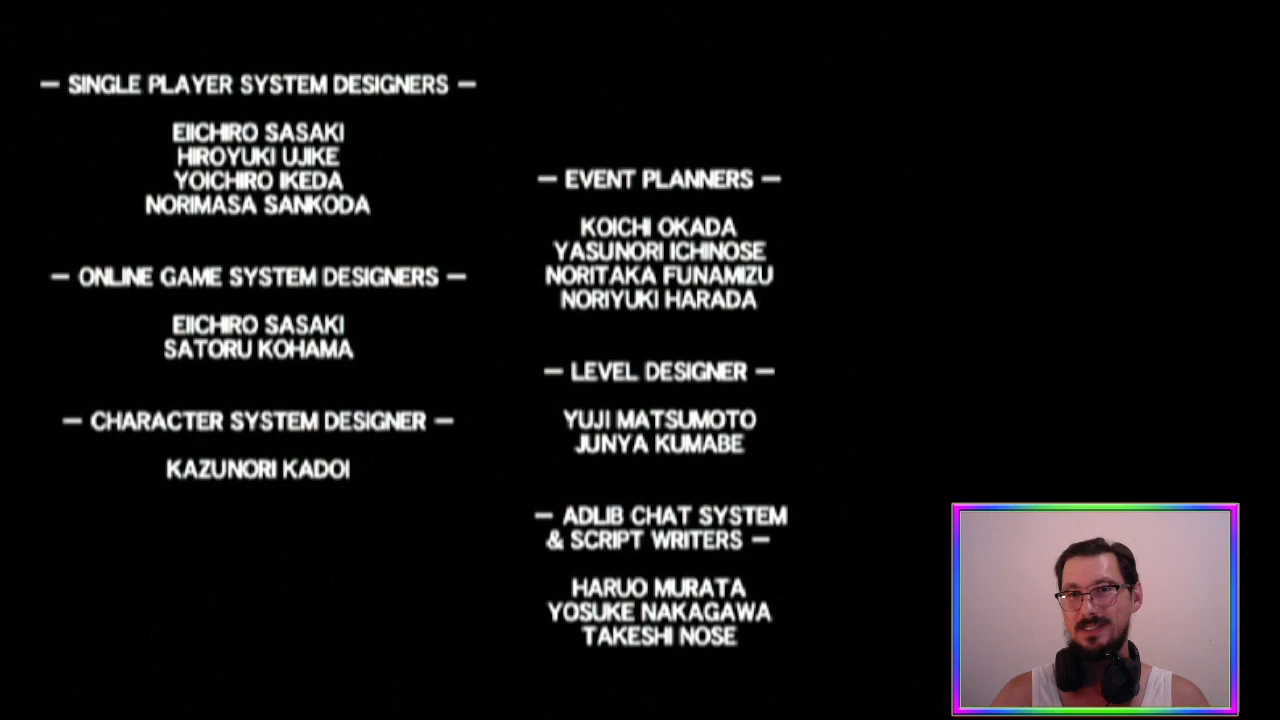 — SINGLE PLAYER SYSTEM DESIGNERS —
EIICHIRO SASAKI
HIROYUKI UJIKE
YOICHIRO IKEDA
NORIMASA SANKODA
— ONLINE GAME SYSTEM DESIGNERS —
EIICHIRO SASAKI
SATORU KOHAMA
— CHARACTER SYSTEM DESIGNER —
KAZUNORI KADOI
— EVENT PLANNERS —
KOICHI OKADA
YASUNORI ICHINOSE
NORITAKA FUNAMIZU
NORIYUKI HARADA
— LEVEL DESIGNER —
YUJI MATSUMOTO
JUNYA KUMABE
— ADLIB CHAT SYSTEM
& SCRIPT WRITERS —
HARUO MURATA
YOSUKE NAKAGAWA
TAKESHI NOSE